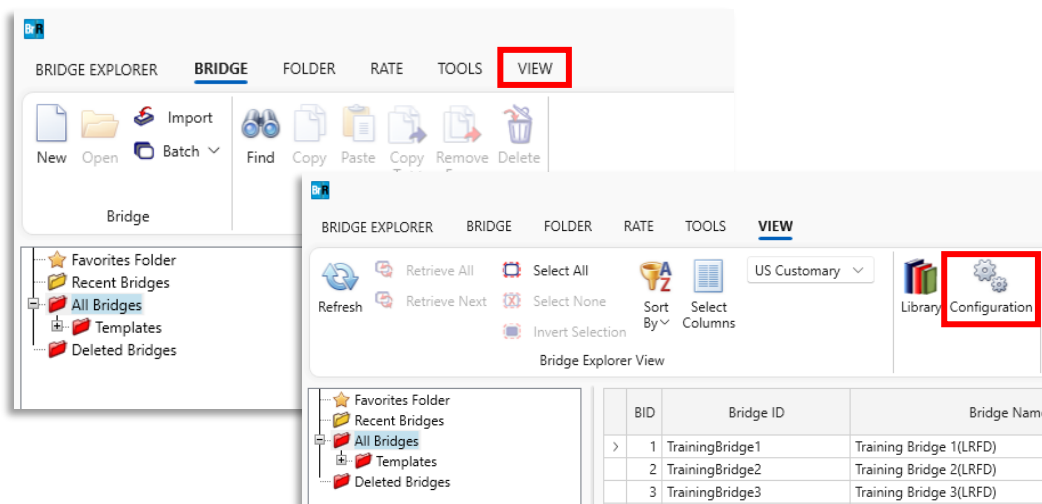 BrR
BRIDGE EXPLORER BRIDGE FOLDER RATE TOOLS VIEW
Import
Batch
New Open Find Copy Paste Copy Remove Delete
Bridge
Favorites Folder
Recent Bridges
All Bridges
Templates
Deleted Bridges
BrR
BRIDGE EXPLORER BRIDGE FOLDER RATE TOOLS VIEW
Retrieve All Select All US Customary
Refresh Retrieve Next Select None Sort By Select Columns Library Configuration
Invert Selection
Bridge Explorer View
Favorites Folder
Recent Bridges
All Bridges
Templates
Deleted Bridges
BID Bridge ID Bridge Nam
1 TrainingBridge1 Training Bridge 1(LRFD)
2 TrainingBridge2 Training Bridge 2(LRFD)
3 TrainingBridge3 Training Bridge 3(LRFD)